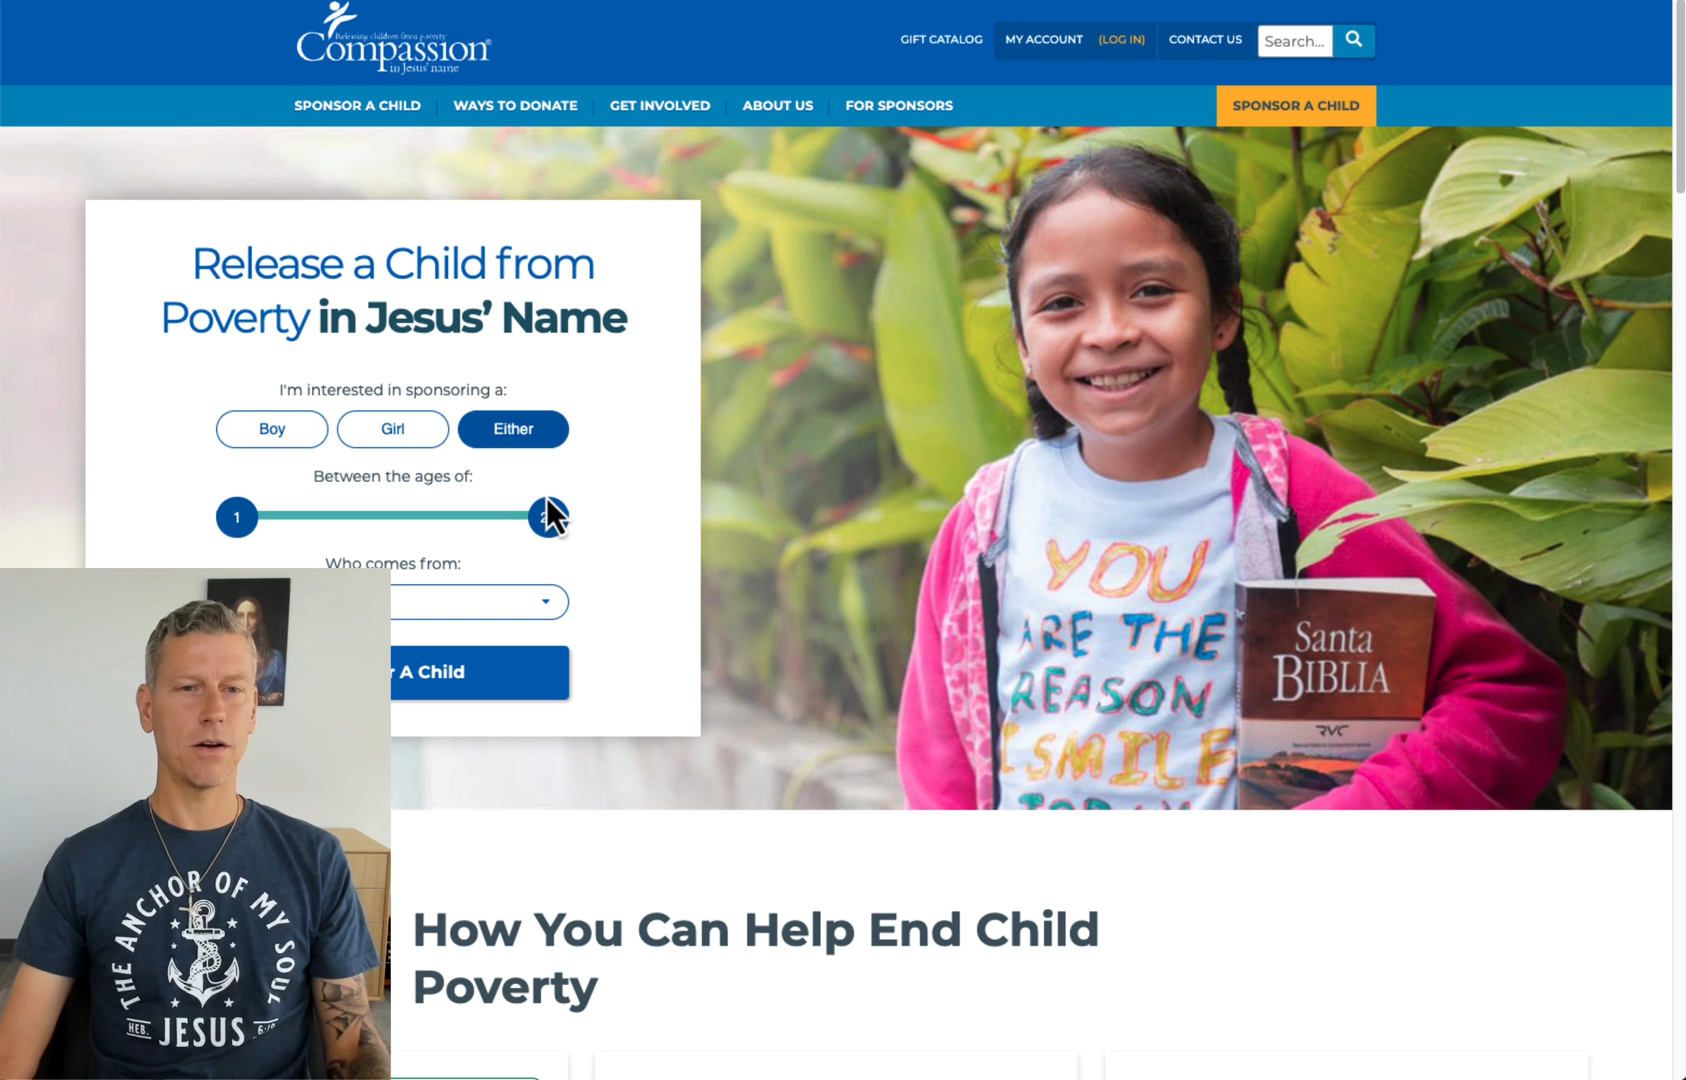 Releasing children from poverty
Compassion®
in Jesus' name
GIFT CATALOG
MY ACCOUNT (LOG IN)
CONTACT US
Search...
SPONSOR A CHILD
WAYS TO DONATE
GET INVOLVED
ABOUT US
FOR SPONSORS
SPONSOR A CHILD
Release a Child from
Poverty in Jesus’ Name
I'm interested in sponsoring a:
Boy
Girl
Either
Between the ages of:
1
Who comes from:
A Child
YOU
ARE THE
REASON
I SMILE
TODAY
Santa
BIBLIA
RVC
THE ANCHOR OF MY SOUL
HEB.
JESUS
How You Can Help End Child
Poverty